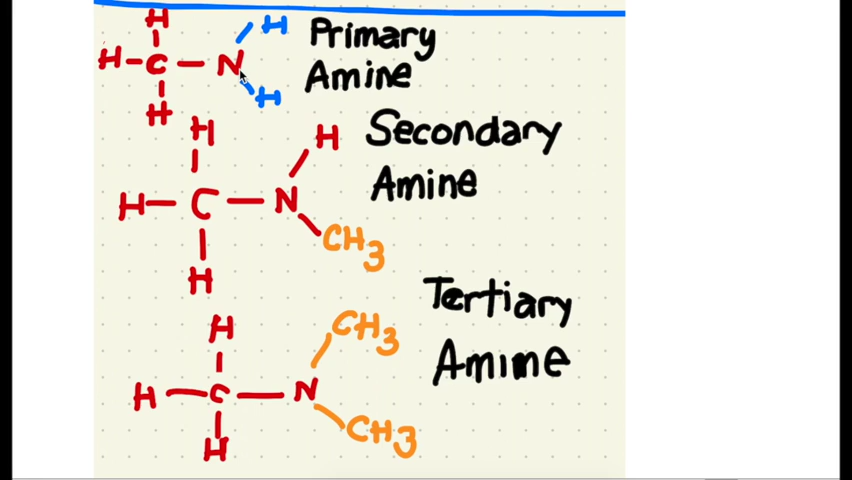 H
H
Primary
H-C-N
Amine
H
H
H
H
Secondary
H-C-N
Amine
CH3
H
Tertiary
H
CH3
Amine
H-C-N
H
CH3